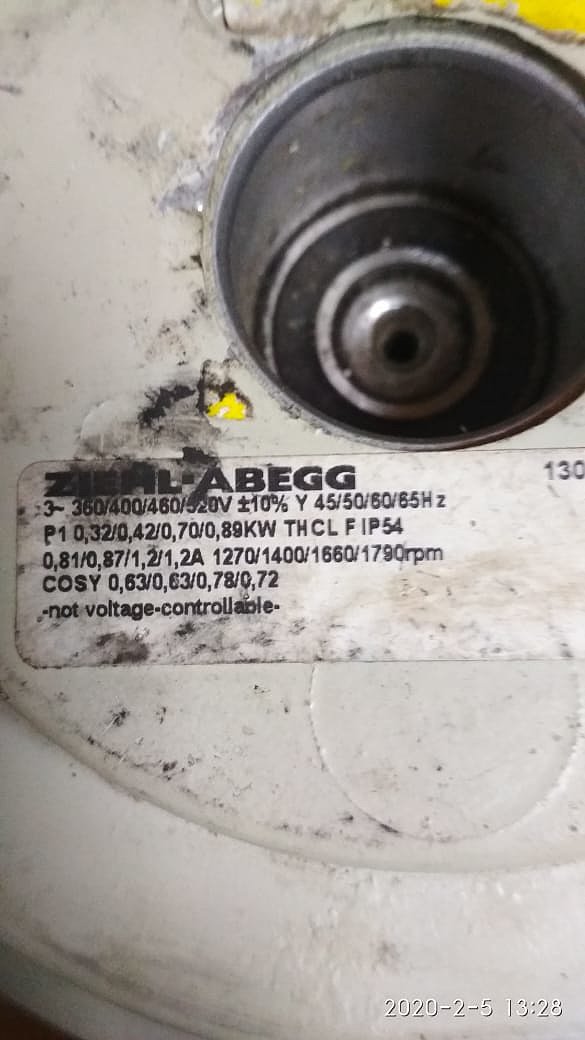 ZIEHL-ABEGG
130
3~ 360/400/460/520V ±10% Y 45/50/60/65Hz
P1 0,32/0,42/0,70/0,89KW THCL F IP54
0,81/0,87/1,2/1,2A 1270/1400/1660/1790rpm
COSY 0,63/0,63/0,78/0,72
-not voltage-controllable-
2020-2-5 13:28